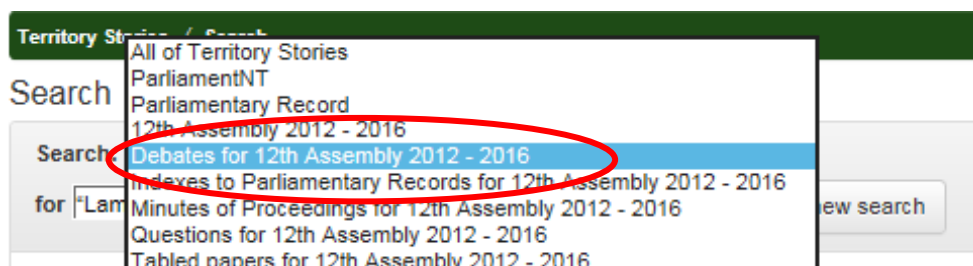 Territory Stories / Search
All of Territory Stories
ParliamentNT
Search
Parliamentary Record
12th Assembly 2012 - 2016
Search:
Debates for 12th Assembly 2012 - 2016
Indexes to Parliamentary Records for 12th Assembly 2012 - 2016
for "Lam
Minutes of Proceedings for 12th Assembly 2012 - 2016
ew search
Questions for 12th Assembly 2012 - 2016
Tabled papers for 12th Assembly 2012 - 2016